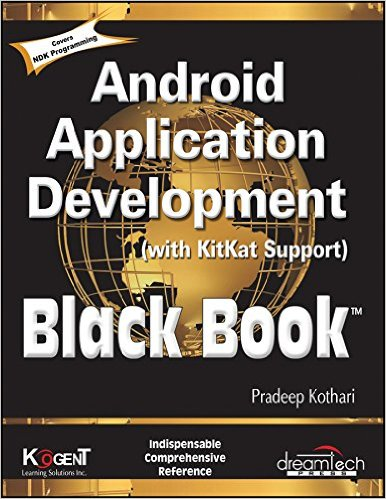 Covers
NDK Programming
Android
Application
Development
(with KitKat Support)
Black Book™
Pradeep Kothari
KOGENT
Learning Solutions Inc.
Indispensable
Comprehensive
Reference
dreamtech
PRESS